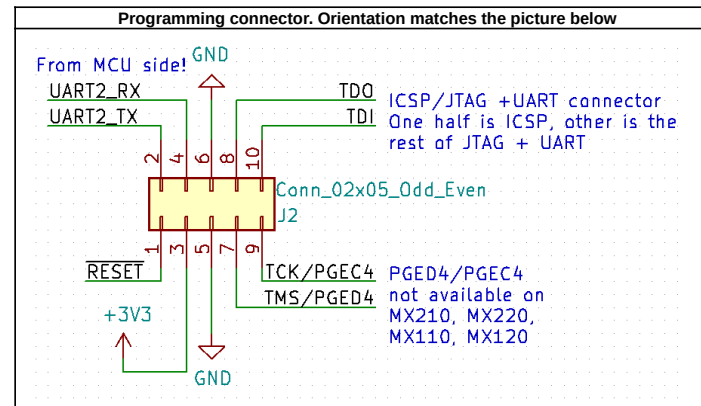 Programming connector. Orientation matches the picture below
GND
From MCU side!
UART2_RX
UART2_TX
TDO
TDI
ICSP/JTAG +UART connector
One half is ICSP, other is the
rest of JTAG + UART
2 4 6 8 10
Conn_02x05_Odd_Even
J2
1 3 5 7 9
RESET
+3V3
GND
TCK/PGEC4
TMS/PGED4
PGED4/PGEC4
not available on
MX210, MX220,
MX110, MX120